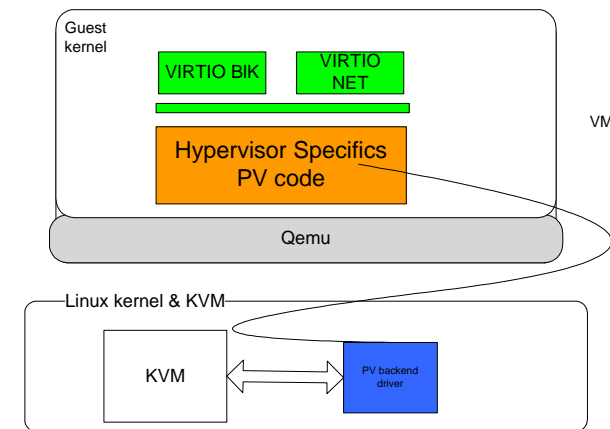 Guest
kernel
VIRTIO BIK
VIRTIO
NET
VM
Hypervisor Specifics
PV code
Qemu
Linux kernel & KVM
KVM
PV backend
driver